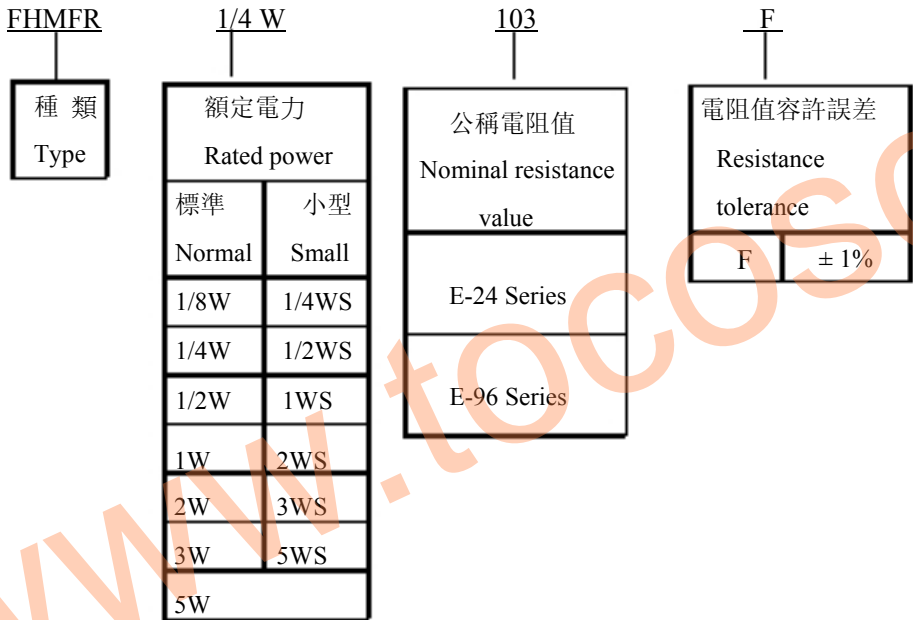 FHMFR 1/4 W 103 F
種 類
Type
額定電力
Rated power
標準 小型
Normal Small
1/8W 1/4WS
1/4W 1/2WS
1/2W 1WS
1W 2WS
2W 3WS
3W 5WS
5W
公稱電阻值
Nominal resistance
value
E-24 Series
E-96 Series
電阻值容許誤差
Resistance
tolerance
F ± 1%
www.tocos